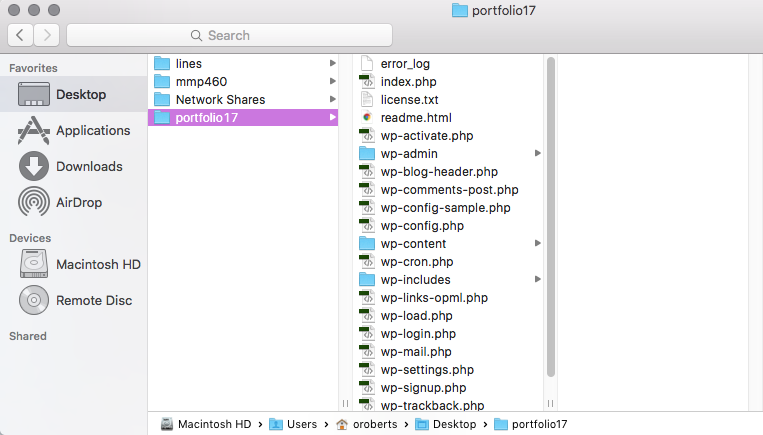 portfolio17
Search
Favorites
Desktop
Applications
Downloads
AirDrop
Devices
Macintosh HD
Remote Disc
Shared
lines
mmp460
Network Shares
portfolio17
error_log
index.php
license.txt
readme.html
wp-activate.php
wp-admin
wp-blog-header.php
wp-comments-post.php
wp-config-sample.php
wp-config.php
wp-content
wp-cron.php
wp-includes
wp-links-opml.php
wp-load.php
wp-login.php
wp-mail.php
wp-settings.php
wp-signup.php
wp-trackback.php
Macintosh HD › Users › oroberts › Desktop › portfolio17